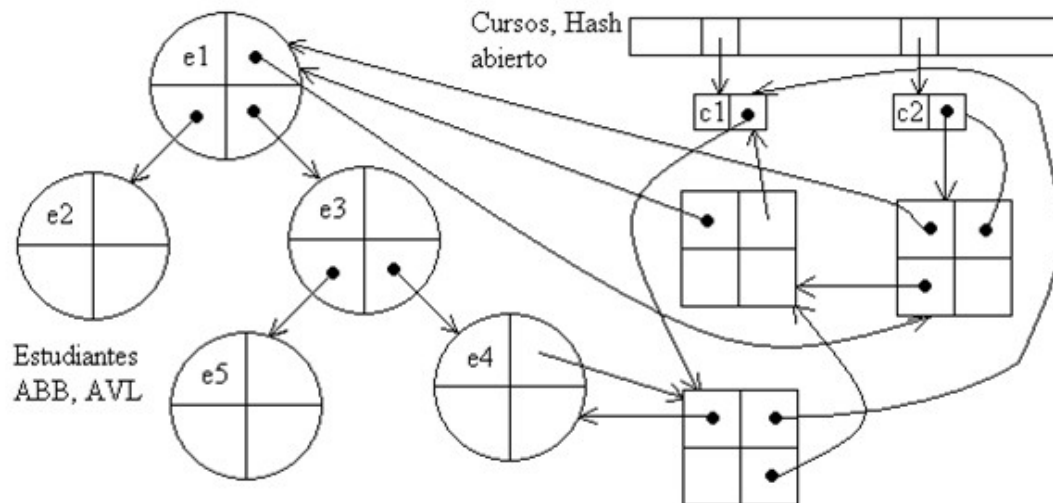 Cursos, Hash
abierto
e1
c1
c2
e2
e3
Estudiantes
ABB, AVL
e5
e4